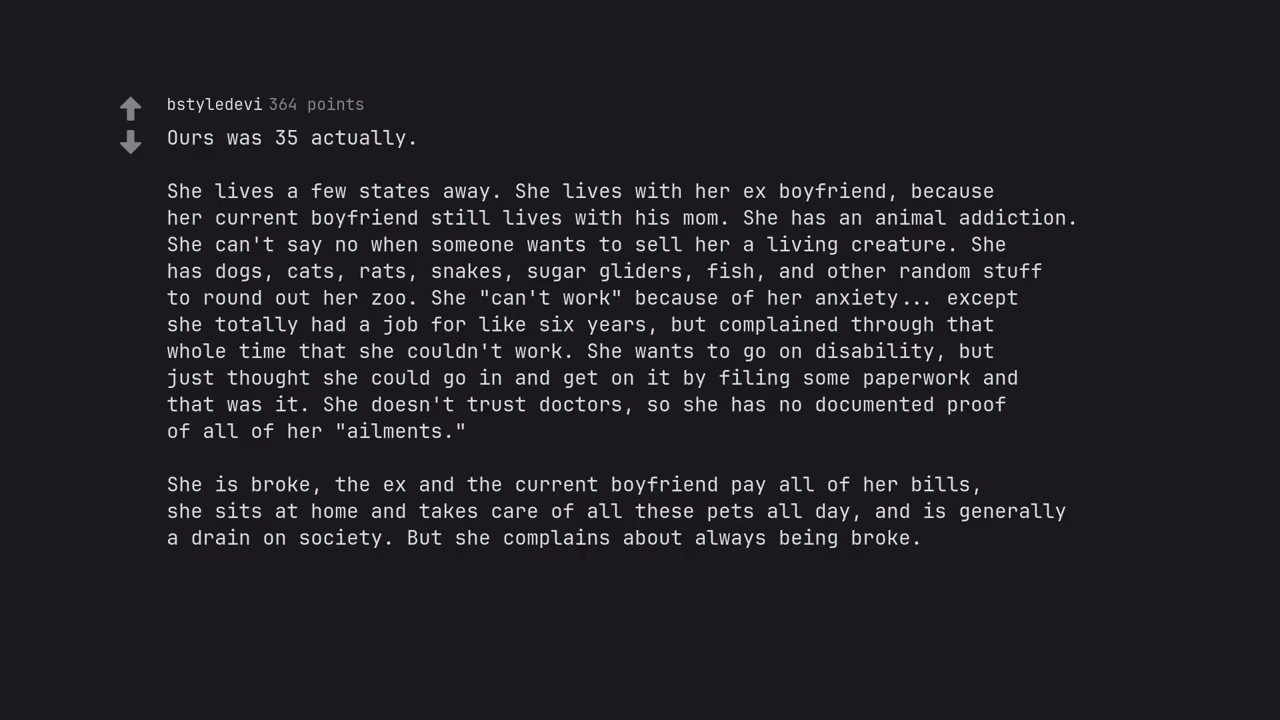 bstyledevi 364 points
Ours was 35 actually.
She lives a few states away. She lives with her ex boyfriend, because
her current boyfriend still lives with his mom. She has an animal addiction.
She can't say no when someone wants to sell her a living creature. She
has dogs, cats, rats, snakes, sugar gliders, fish, and other random stuff
to round out her zoo. She "can't work" because of her anxiety... except
she totally had a job for like six years, but complained through that
whole time that she couldn't work. She wants to go on disability, but
just thought she could go in and get on it by filing some paperwork and
that was it. She doesn't trust doctors, so she has no documented proof
of all of her "ailments."
She is broke, the ex and the current boyfriend pay all of her bills,
she sits at home and takes care of all these pets all day, and is generally
a drain on society. But she complains about always being broke.